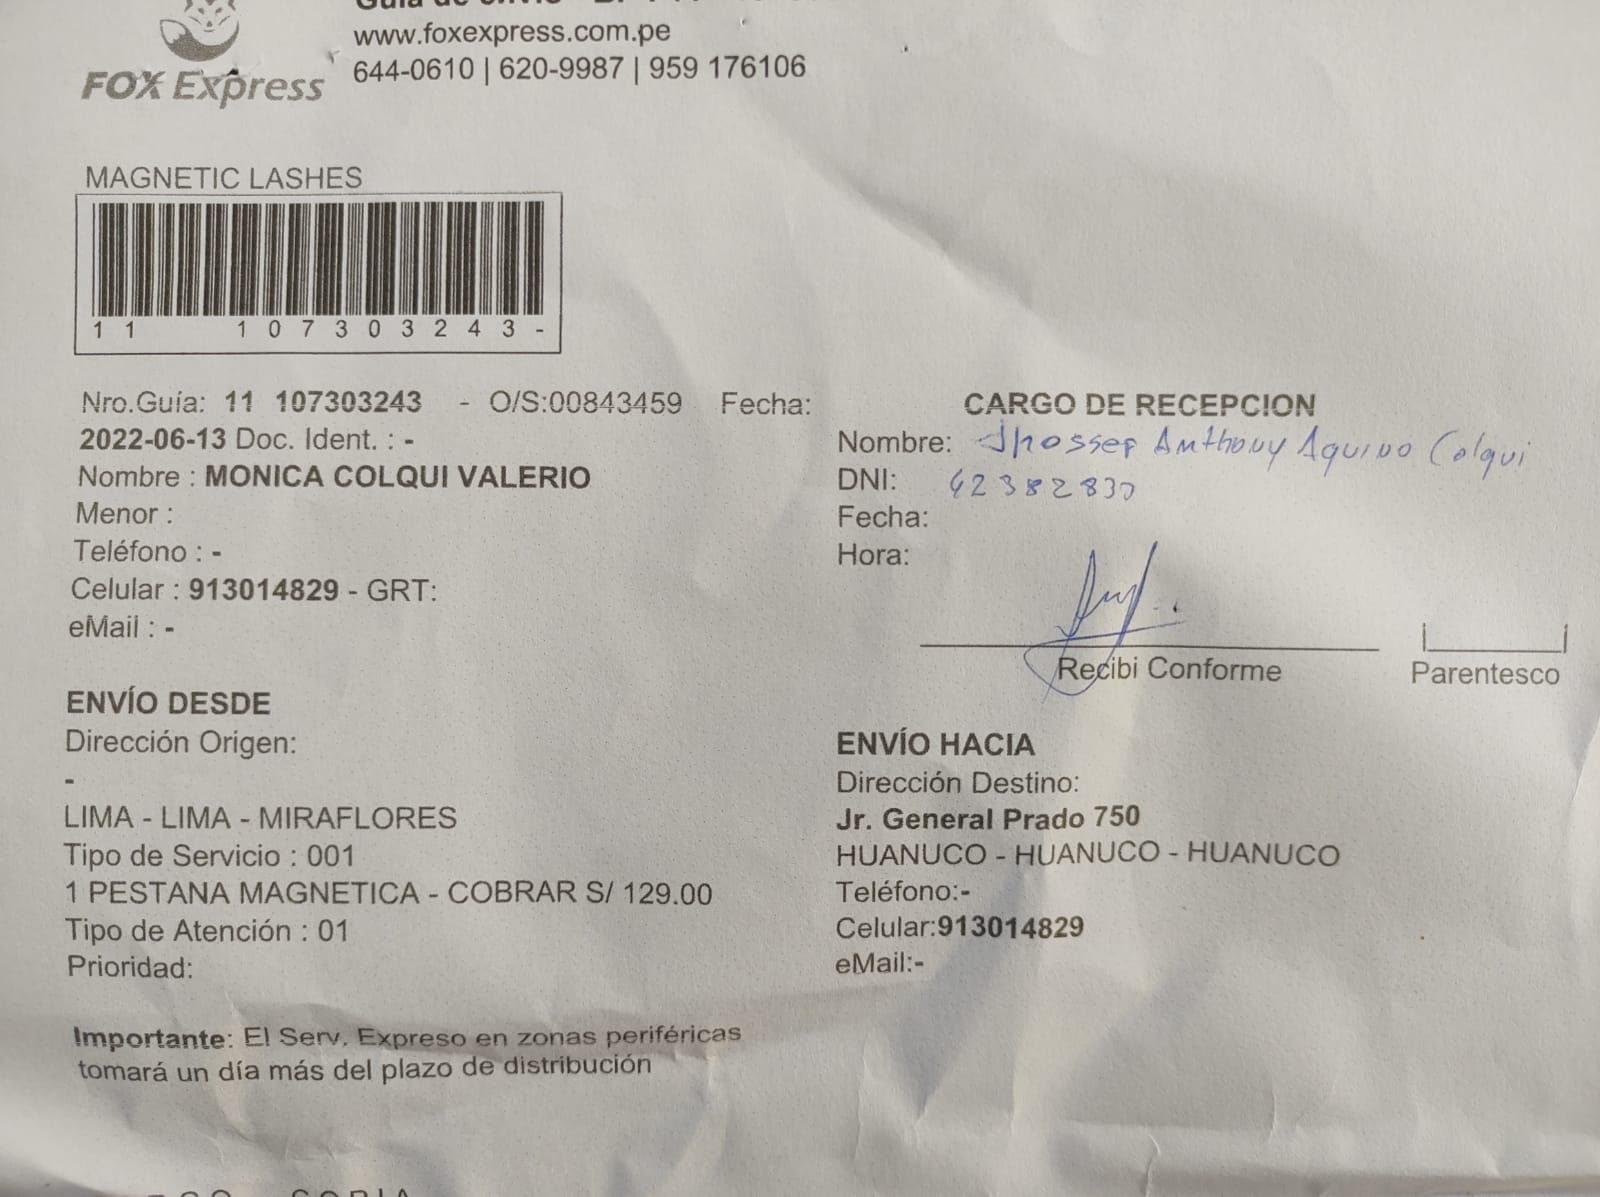 www.foxexpress.com.pe
FOX Express
644-0610 | 620-9987 | 959 176106
MAGNETIC LASHES
11 107303243-
Nro.Guía: 11 107303243 - O/S:00843459 Fecha:
2022-06-13 Doc. Ident. : -
Nombre : MONICA COLQUI VALERIO
Menor :
Teléfono : -
Celular : 913014829 - GRT:
eMail : -
CARGO DE RECEPCION
Nombre: Jhossep Anthony Aquino Colqui
DNI:
Fecha:
Hora:
Recibi Conforme
Parentesco
ENVÍO DESDE
Dirección Origen:
-
LIMA - LIMA - MIRAFLORES
Tipo de Servicio : 001
1 PESTANA MAGNETICA - COBRAR S/ 129.00
Tipo de Atención : 01
Prioridad:
ENVÍO HACIA
Dirección Destino:
Jr. General Prado 750
HUANUCO - HUANUCO - HUANUCO
Teléfono:-
Celular:913014829
eMail:-
Importante: El Serv. Expreso en zonas periféricas
tomará un día más del plazo de distribución